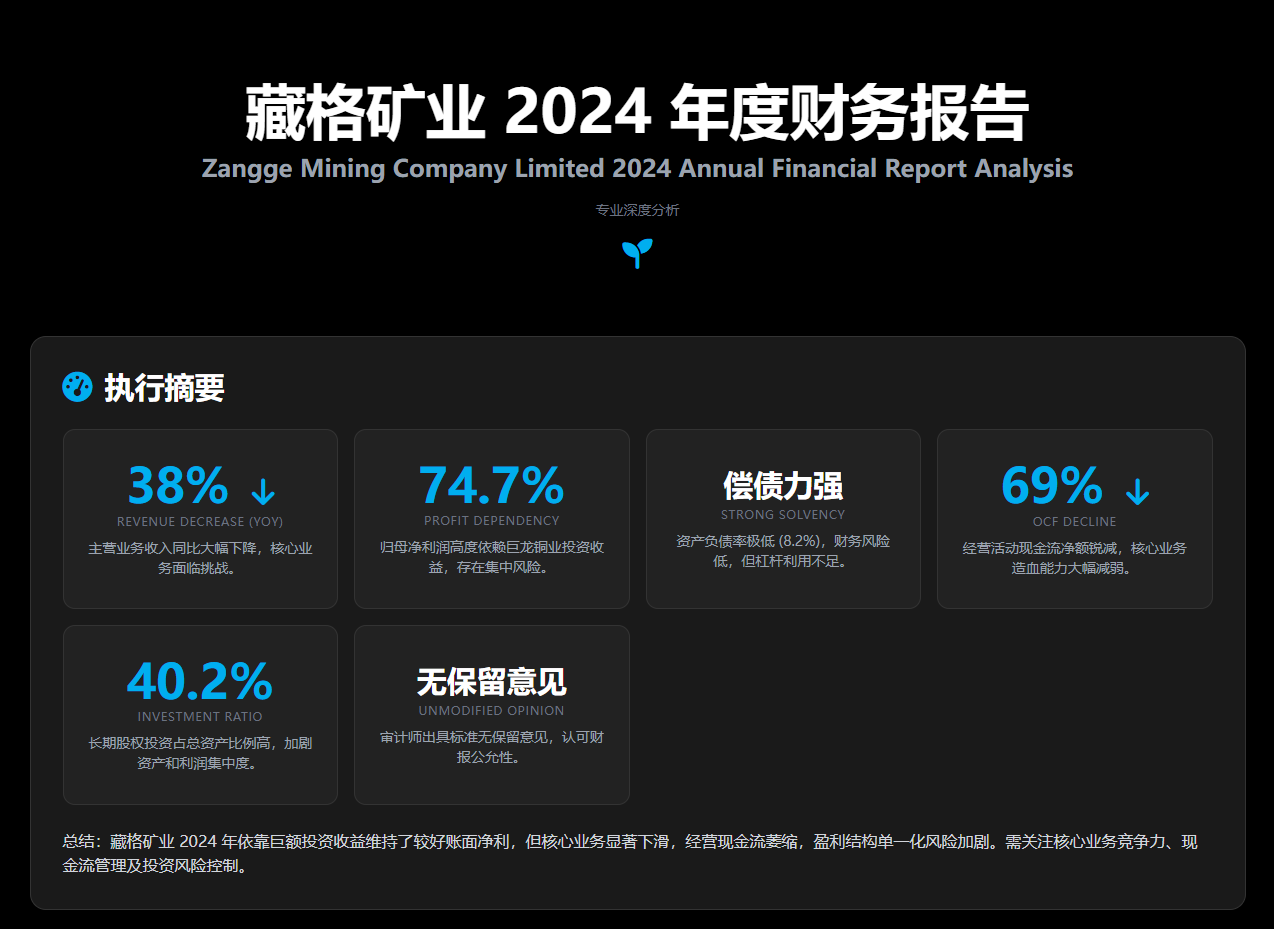 藏格矿业 2024 年度财务报告
Zangge Mining Company Limited 2024 Annual Financial Report Analysis
专业深度分析
执行摘要
38%
REVENUE DECREASE (YOY)
主营业务收入同比大幅下降，核心业
务面临挑战。
74.7%
PROFIT DEPENDENCY
归母净利润高度依赖巨龙铜业投资收
益，存在集中风险。
偿债力强
STRONG SOLVENCY
资产负债率极低 (8.2%)，财务风险
低，但杠杆利用不足。
69%
OCF DECLINE
经营活动现金流净额锐减，核心业务
造血能力大幅减弱。
40.2%
INVESTMENT RATIO
长期股权投资占总资产比例高，加剧
资产和利润集中度。
无保留意见
UNMODIFIED OPINION
审计师出具标准无保留意见，认可财
报公允性。
总结：藏格矿业 2024 年依靠巨额投资收益维持了较好账面净利，但核心业务显著下滑，经营现金流萎缩，盈利结构单一化风险加剧。需关注核心业务竞争力、现
金流管理及投资风险控制。